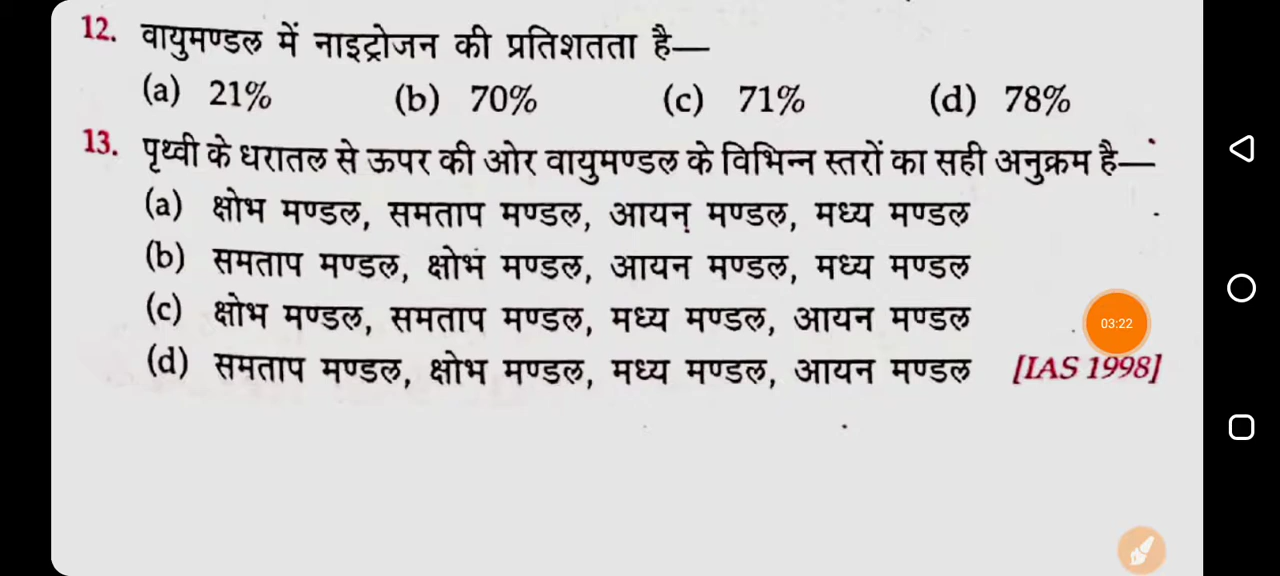 12. वायुमण्डल में नाइट्रोजन की प्रतिशतता है—
(a) 21% (b) 70% (c) 71% (d) 78%
13. पृथ्वी के धरातल से ऊपर की ओर वायुमण्डल के विभिन्न स्तरों का सही अनुक्रम है—
(a) क्षोभ मण्डल, समताप मण्डल, आयन मण्डल, मध्य मण्डल
(b) समताप मण्डल, क्षोभ मण्डल, आयन मण्डल, मध्य मण्डल
(c) क्षोभ मण्डल, समताप मण्डल, मध्य मण्डल, आयन मण्डल
03:22
(d) समताप मण्डल, क्षोभ मण्डल, मध्य मण्डल, आयन मण्डल [IAS 1998]